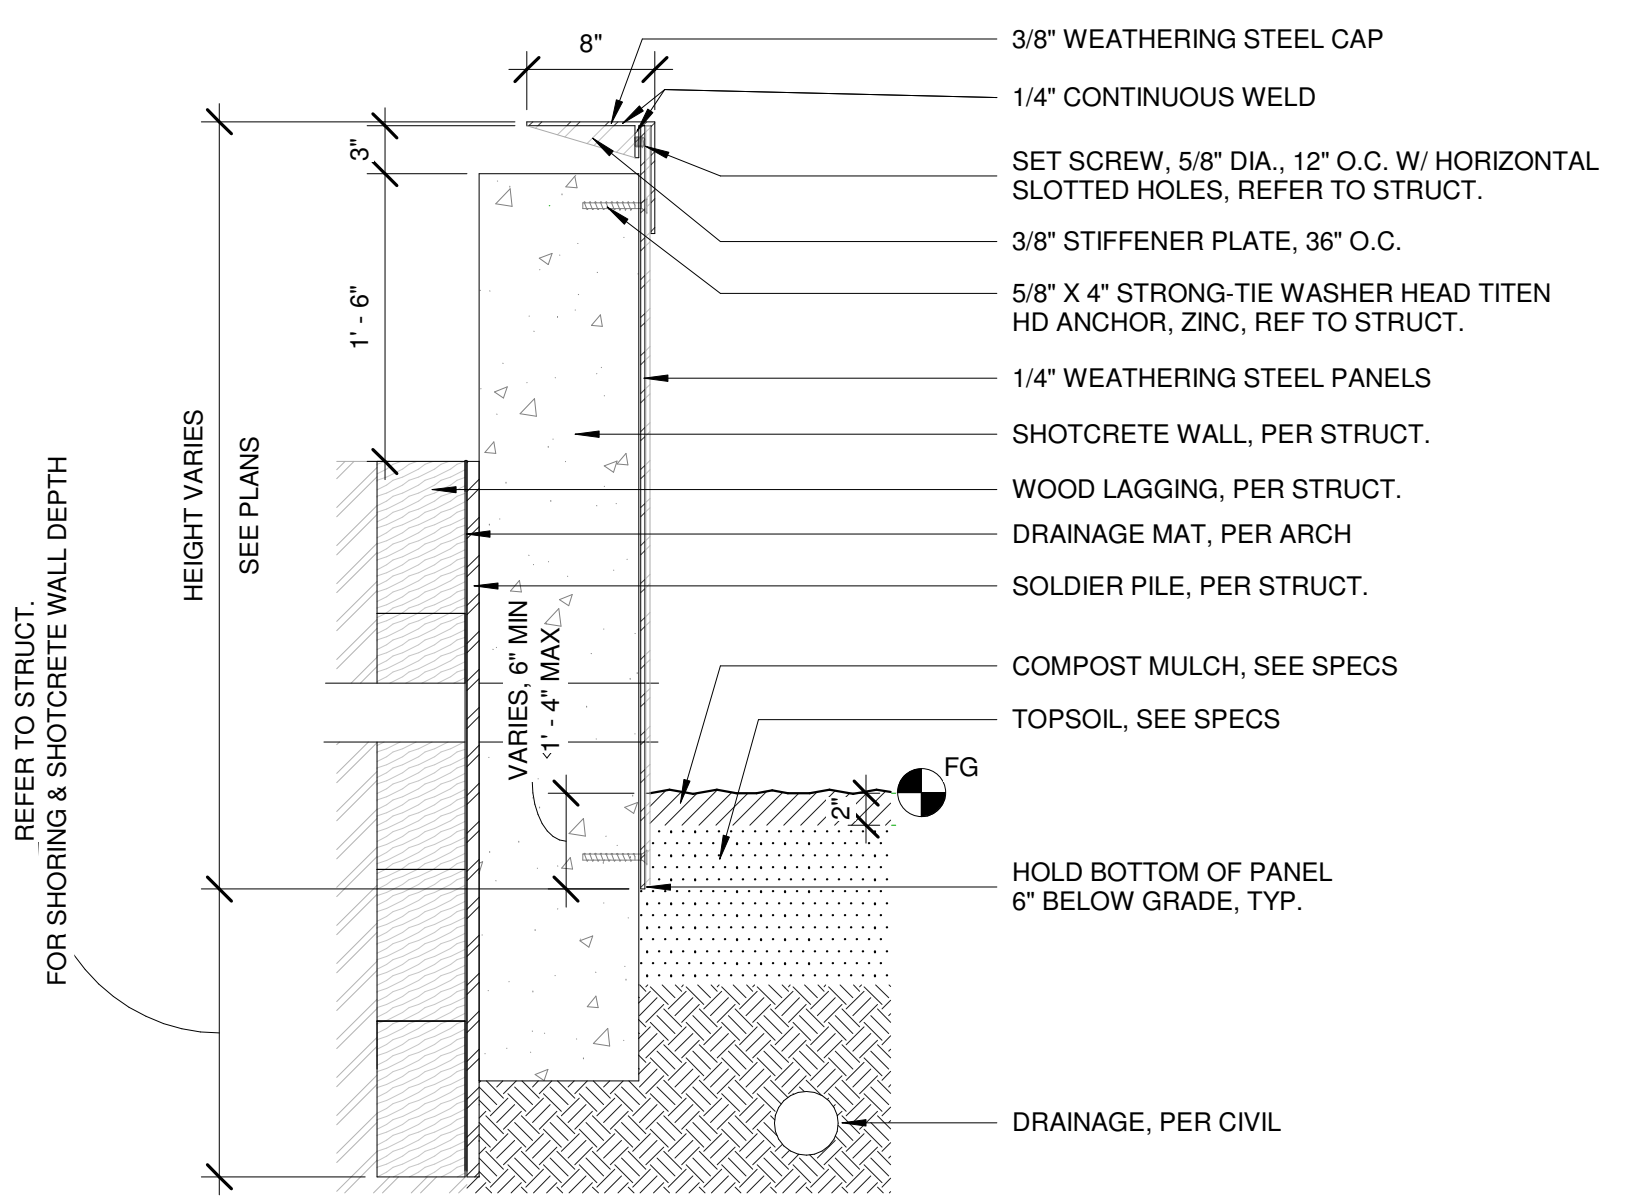 8"
3/8" WEATHERING STEEL CAP
1/4" CONTINUOUS WELD
3"
SET SCREW, 5/8" DIA., 12" O.C. W/ HORIZONTAL
SLOTTED HOLES, REFER TO STRUCT.
3/8" STIFFENER PLATE, 36" O.C.
1' - 6"
5/8" X 4" STRONG-TIE WASHER HEAD TITEN
HD ANCHOR, ZINC, REF TO STRUCT.
1/4" WEATHERING STEEL PANELS
SHOTCRETE WALL, PER STRUCT.
WOOD LAGGING, PER STRUCT.
DRAINAGE MAT, PER ARCH
SOLDIER PILE, PER STRUCT.
HEIGHT VARIES
SEE PLANS
REFER TO STRUCT.
FOR SHORING & SHOTCRETE WALL DEPTH
VARIES, 6" MIN
1' - 4" MAX
COMPOST MULCH, SEE SPECS
TOPSOIL, SEE SPECS
FG
2"
HOLD BOTTOM OF PANEL
6" BELOW GRADE, TYP.
DRAINAGE, PER CIVIL